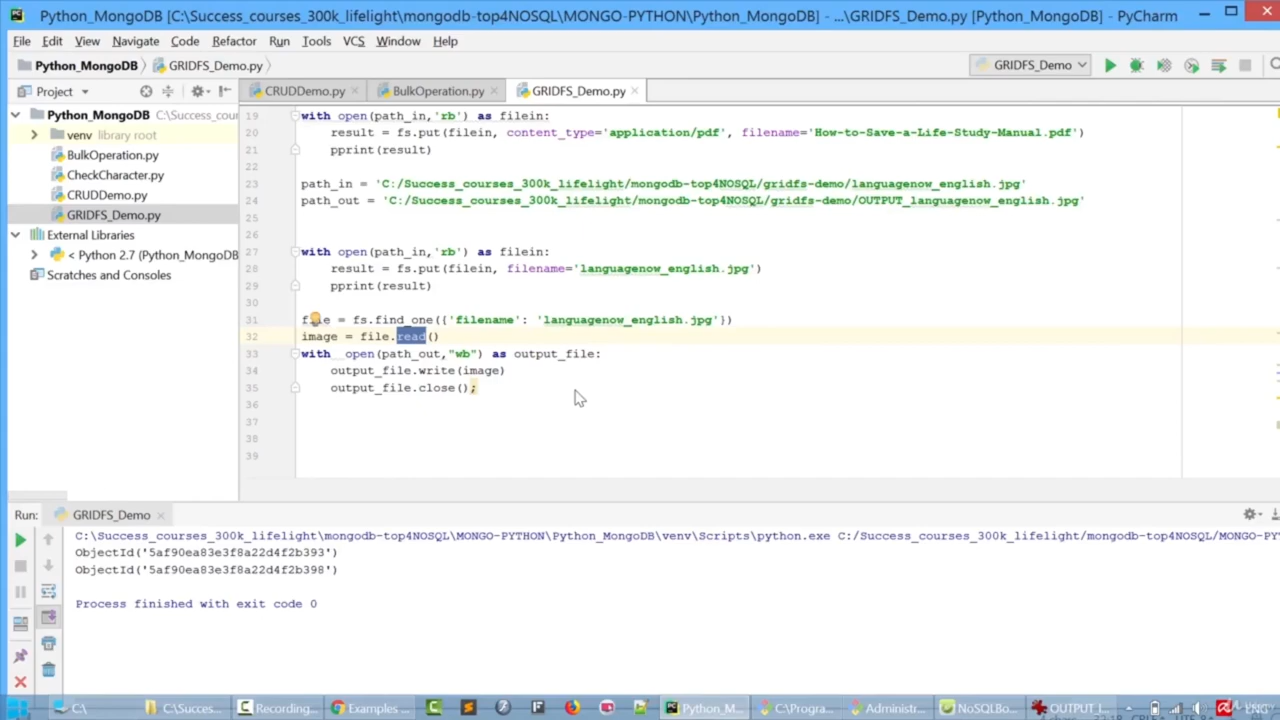 Python_MongoDB [C:\Success_courses_300k_lifelight\mongodb-top4NOSQL\MONGO-PYTHON\Python_MongoDB] - ...\GRIDFS_Demo.py [Python_MongoDB] - PyCharm
File Edit View Navigate Code Refactor Run Tools VCS Window Help
Python_MongoDB GRIDFS_Demo.py GRIDFS_Demo
Project CRUDDemo.py BulkOperation.py GRIDFS_Demo.py
Python_MongoDB C:\Success_cour
venv library root
BulkOperation.py
CheckCharacter.py
CRUDDemo.py
GRIDFS_Demo.py
External Libraries
< Python 2.7 (Python_MongoDB
Scratches and Consoles
19 with open(path_in,'rb') as filein:
20 result = fs.put(filein, content_type='application/pdf', filename='How-to-Save-a-Life-Study-Manual.pdf')
21 pprint(result)
22
23 path_in = 'C:/Success_courses_300k_lifelight/mongodb-top4NOSQL/gridfs-demo/languagenow_english.jpg'
24 path_out = 'C:/Success_courses_300k_lifelight/mongodb-top4NOSQL/gridfs-demo/OUTPUT_languagenow_english.jpg'
25
26
27 with open(path_in,'rb') as filein:
28 result = fs.put(filein, filename='languagenow_english.jpg')
29 pprint(result)
30
31 file = fs.find_one({'filename': 'languagenow_english.jpg'})
32 image = file.read()
33 with open(path_out,"wb") as output_file:
34 output_file.write(image)
35 output_file.close();
36
37
38
39
Run: GRIDFS_Demo
C:\Success_courses_300k_lifelight\mongodb-top4NOSQL\MONGO-PYTHON\Python_MongoDB\venv\Scripts\python.exe C:/Success_courses_300k_lifelight/mongodb-top4NOSQL/MONGO-PY
ObjectId('5af90ea83e3f8a22d4f2b393')
ObjectId('5af90ea83e3f8a22d4f2b398')
Process finished with exit code 0
C:\ C:\Succes... Recording... Examples ... Python_M... C:\Progra... Administr... NoSQLBo... OUTPUT_l... ENG